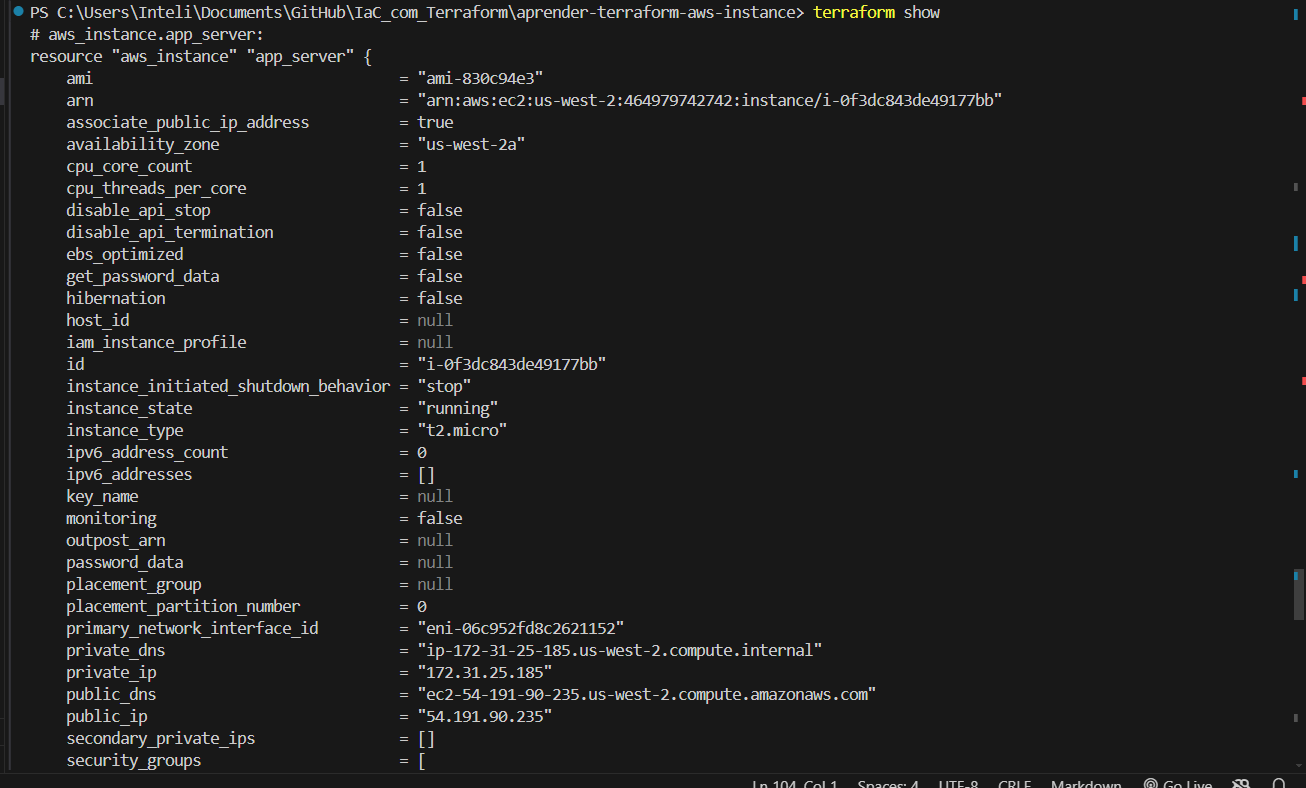 PS C:\Users\Inteli\Documents\GitHub\IaC_com_Terraform\aprender-terraform-aws-instance> terraform show
# aws_instance.app_server:
resource "aws_instance" "app_server" {
    ami                                  = "ami-830c94e3"
    arn                                  = "arn:aws:ec2:us-west-2:464979742742:instance/i-0f3dc843de49177bb"
    associate_public_ip_address          = true
    availability_zone                    = "us-west-2a"
    cpu_core_count                       = 1
    cpu_threads_per_core                 = 1
    disable_api_stop                     = false
    disable_api_termination              = false
    ebs_optimized                        = false
    get_password_data                    = false
    hibernation                          = false
    host_id                              = null
    iam_instance_profile                 = null
    id                                   = "i-0f3dc843de49177bb"
    instance_initiated_shutdown_behavior = "stop"
    instance_state                       = "running"
    instance_type                        = "t2.micro"
    ipv6_address_count                   = 0
    ipv6_addresses                       = []
    key_name                             = null
    monitoring                           = false
    outpost_arn                          = null
    password_data                        = null
    placement_group                      = null
    placement_partition_number           = 0
    primary_network_interface_id         = "eni-06c952fd8c2621152"
    private_dns                          = "ip-172-31-25-185.us-west-2.compute.internal"
    private_ip                           = "172.31.25.185"
    public_dns                           = "ec2-54-191-90-235.us-west-2.compute.amazonaws.com"
    public_ip                            = "54.191.90.235"
    secondary_private_ips                = []
    security_groups                      = [
Ln 104, Col 1 Spaces: 4 UTF-8 CRLF Markdown Go Live